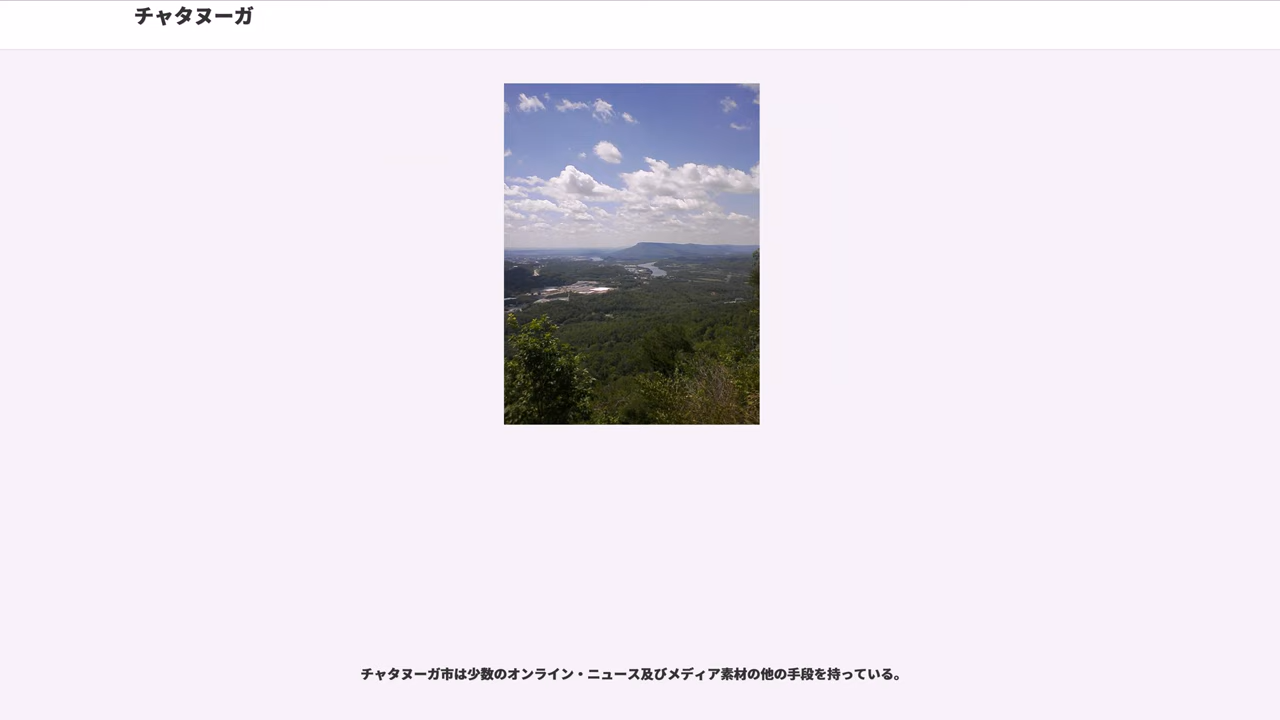 チャタヌーガ
チャタヌーガ市は少数のオンライン・ニュース及びメディア素材の他の手段を持っている。